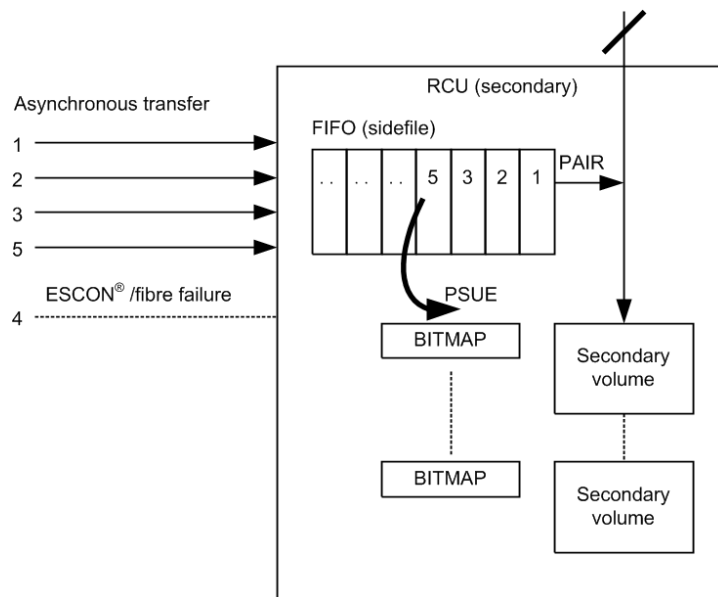 RCU (secondary)
Asynchronous transfer
FIFO (sidefile)
1
2
3
5
. . . . . . 5 3 2 1
PAIR
ESCON® /fibre failure
4
PSUE
BITMAP
Secondary
volume
BITMAP
Secondary
volume